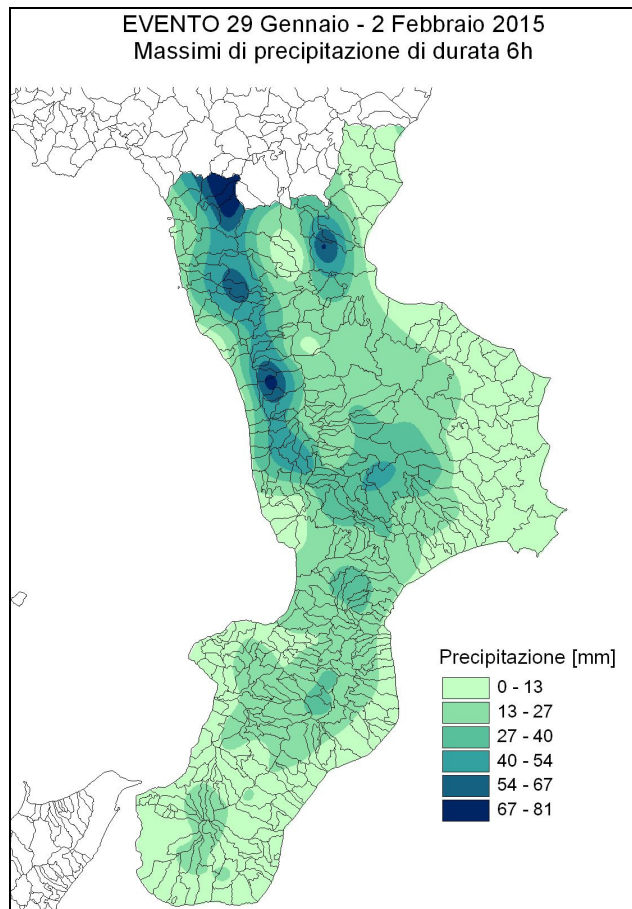 EVENTO 29 Gennaio - 2 Febbraio 2015
Massimi di precipitazione di durata 6h
Precipitazione [mm]
0 - 13
13 - 27
27 - 40
40 - 54
54 - 67
67 - 81